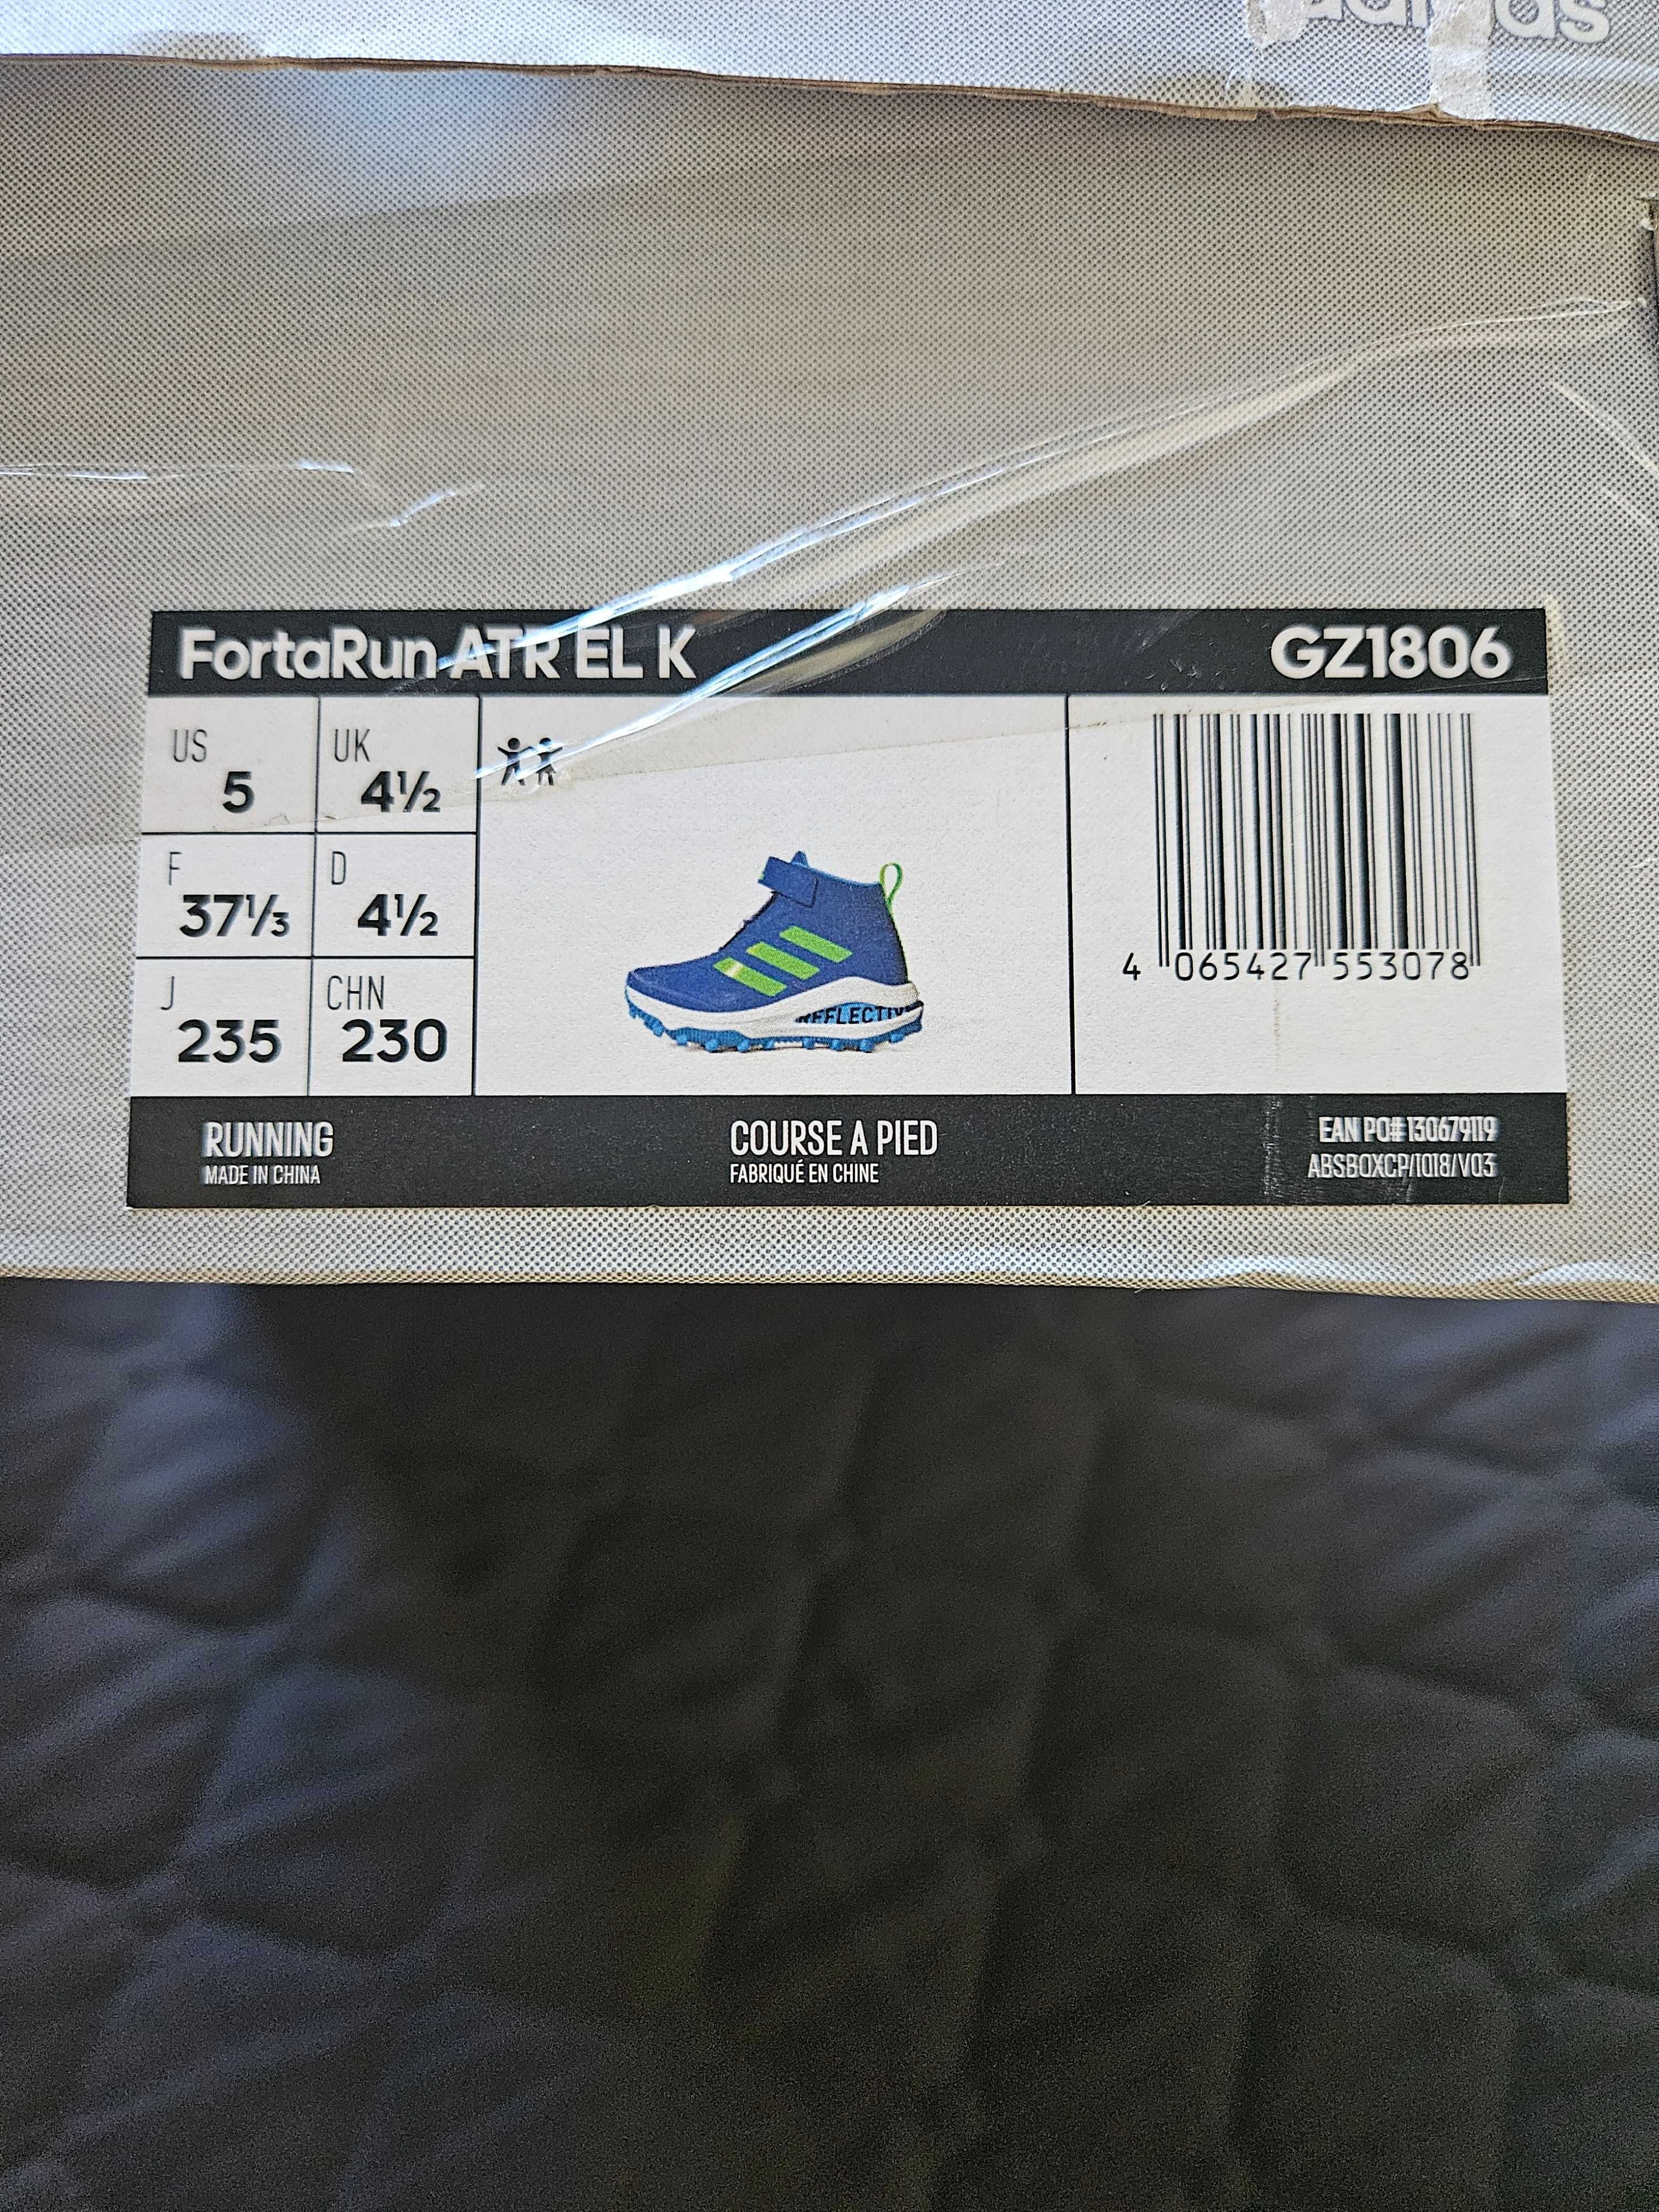 adidas
FortaRun ATR EL K GZ1806
US 5 UK 4½
F 37⅓ D 4½
J 235 CHN 230
REFLECTIVE
4 065427 553078
RUNNING
MADE IN CHINA
COURSE A PIED
FABRIQUÉ EN CHINE
EAN PO# 130679119
ABSBOXCP/1018/V03